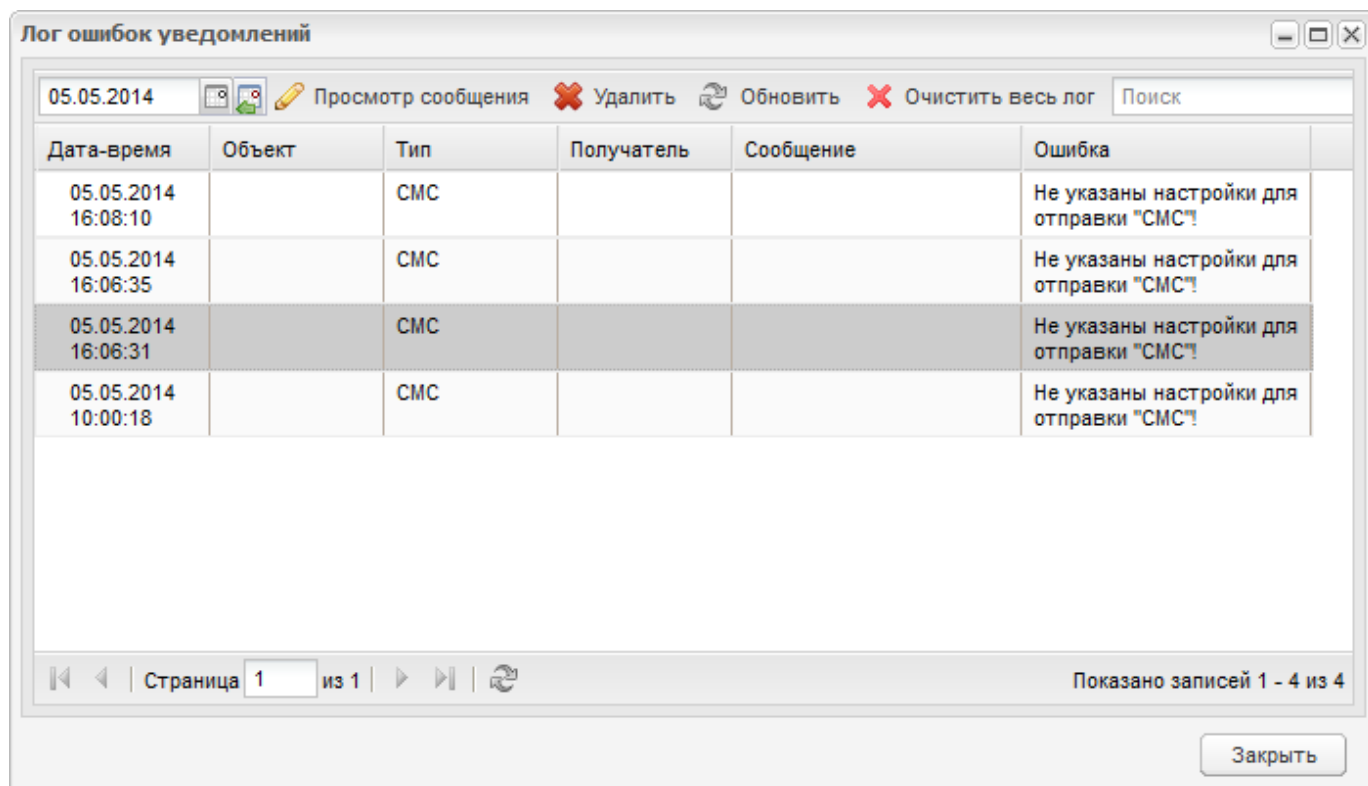 Лог ошибок уведомлений
05.05.2014 Просмотр сообщения Удалить Обновить Очистить весь лог Поиск
Дата-время Объект Тип Получатель Сообщение Ошибка
05.05.2014 СМС Не указаны настройки для
16:08:10 отправки "СМС"!
05.05.2014 СМС Не указаны настройки для
16:06:35 отправки "СМС"!
05.05.2014 СМС Не указаны настройки для
16:06:31 отправки "СМС"!
05.05.2014 СМС Не указаны настройки для
10:00:18 отправки "СМС"!
Страница 1 из 1 Показано записей 1 - 4 из 4
Закрыть